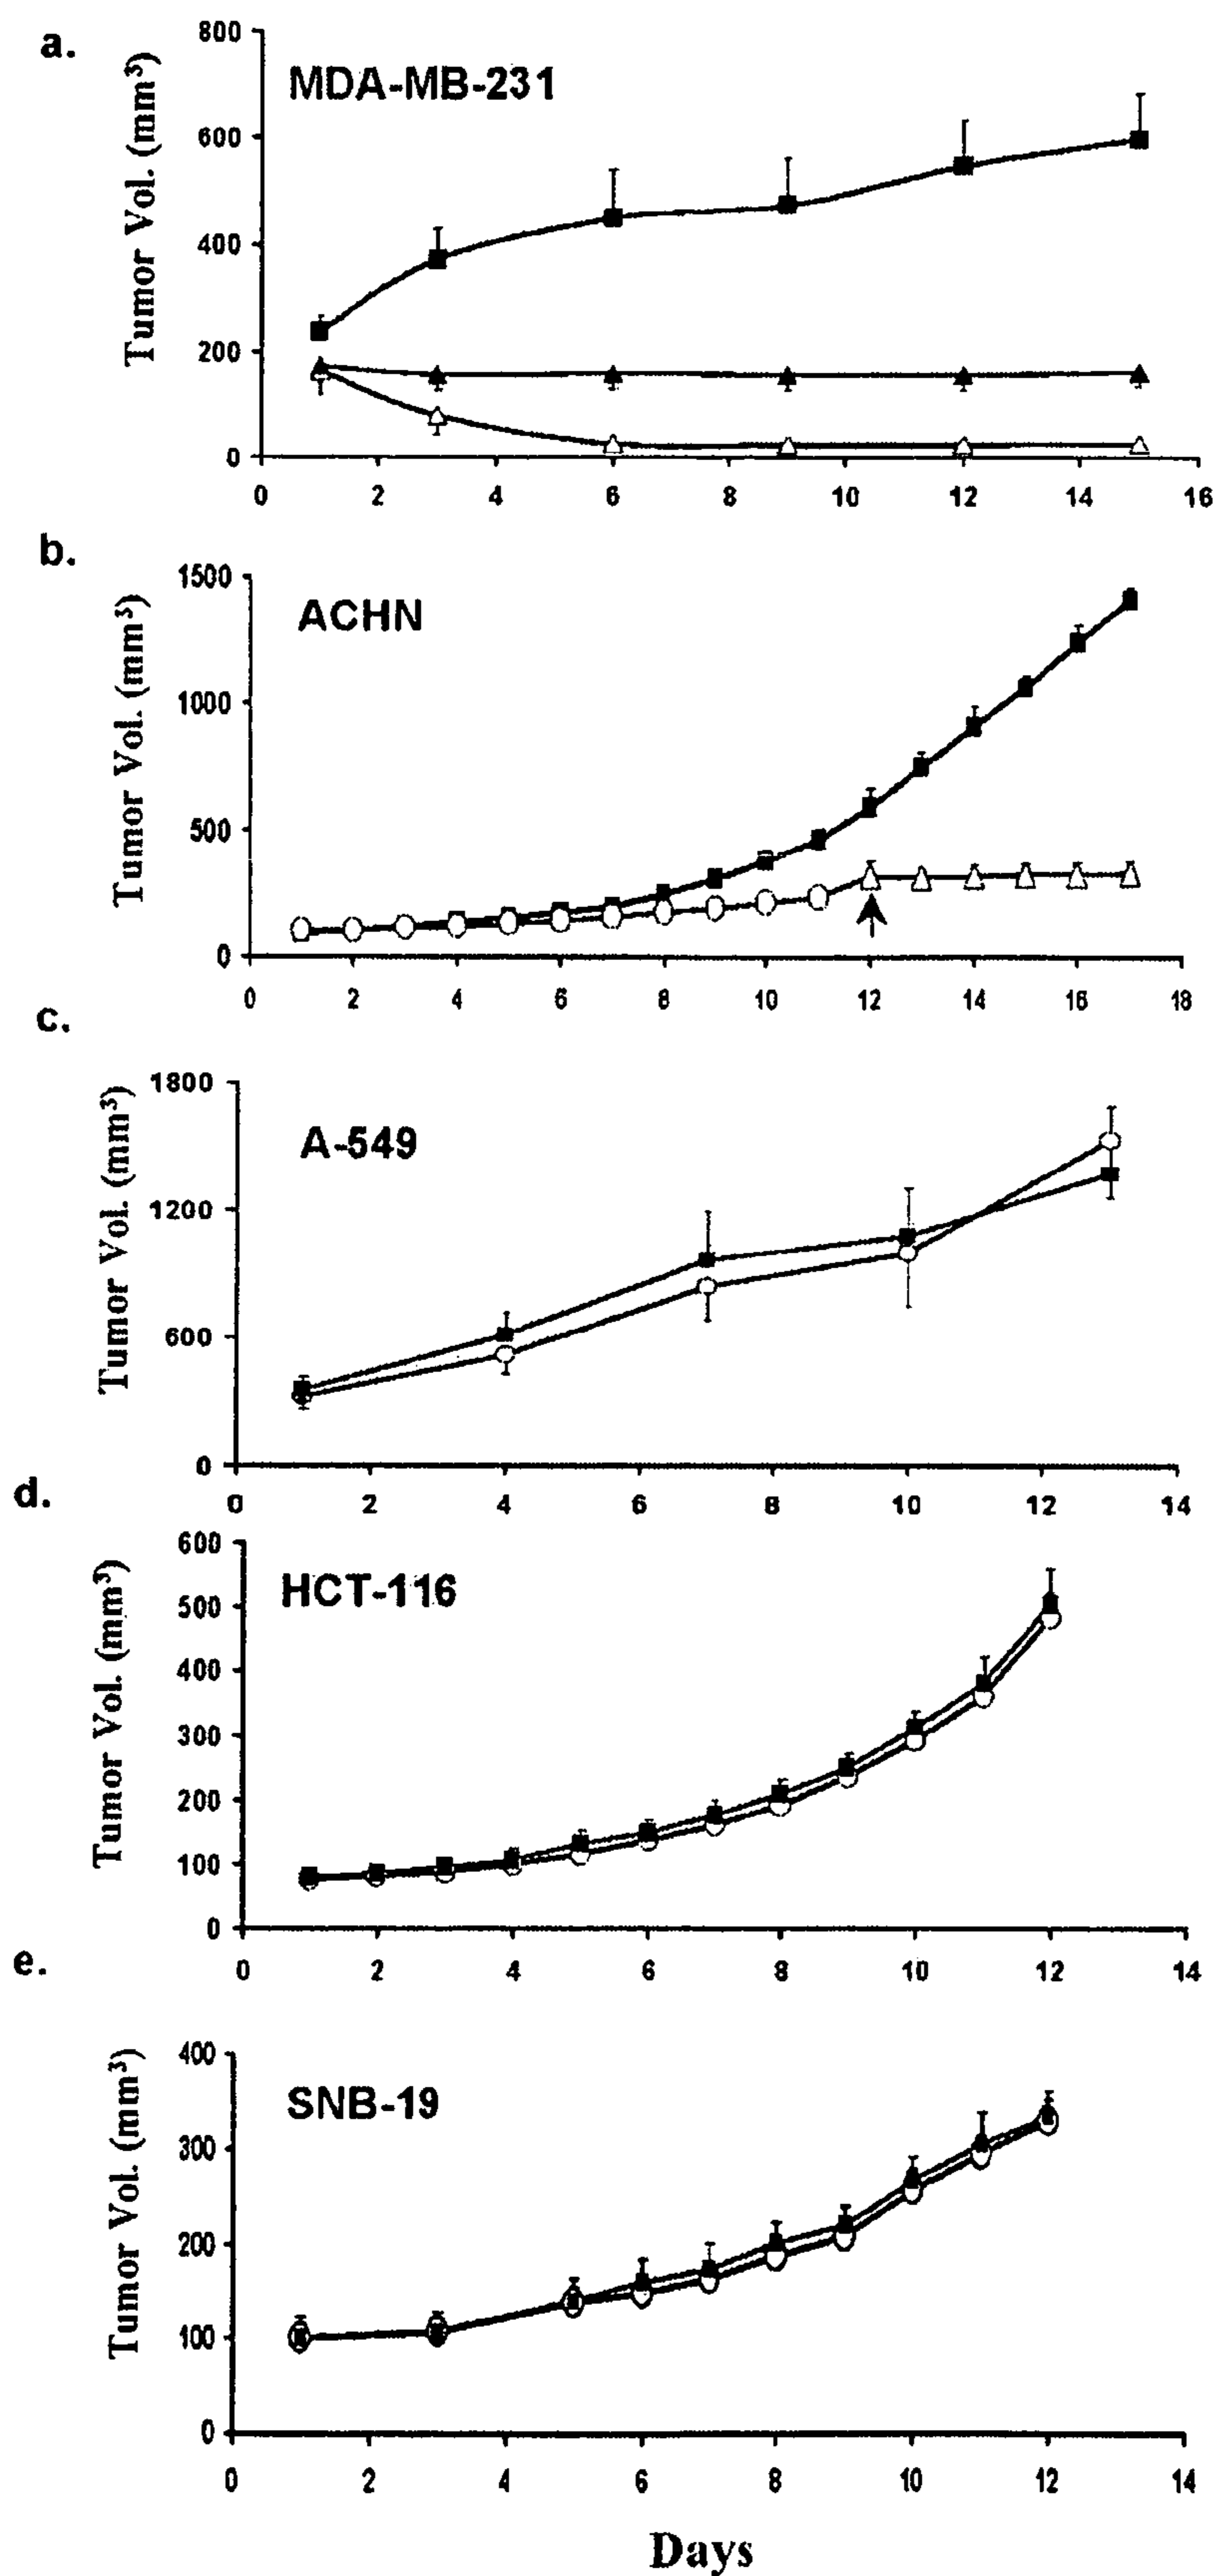 a.
800
MDA-MB-231
600
400
200
0
Tumor Vol. (mm³)
0 2 4 6 8 10 12 14 16
b.
1500
ACHN
1000
500
0
Tumor Vol. (mm³)
0 2 4 6 8 10 12 14 16 18
c.
1800
A-549
1200
600
0
Tumor Vol. (mm³)
0 2 4 6 8 10 12 14
d.
600
HCT-116
500
400
300
200
100
0
Tumor Vol. (mm³)
0 2 4 6 8 10 12 14
e.
400
SNB-19
300
200
100
0
Tumor Vol. (mm³)
0 2 4 6 8 10 12 14
Days